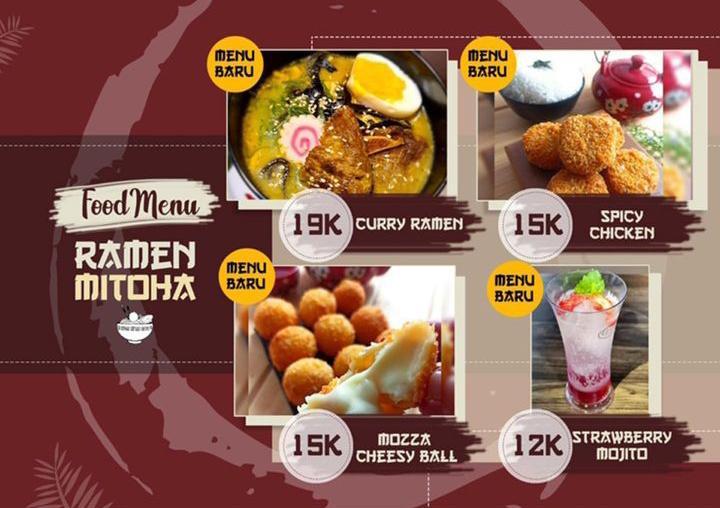 Food Menu
RAMEN
MITOHA
MENU
BARU
19K
CURRY RAMEN
MENU
BARU
15K
SPICY
CHICKEN
MENU
BARU
15K
MOZZA
CHEESY BALL
MENU
BARU
12K
STRAWBERRY
MOJITO